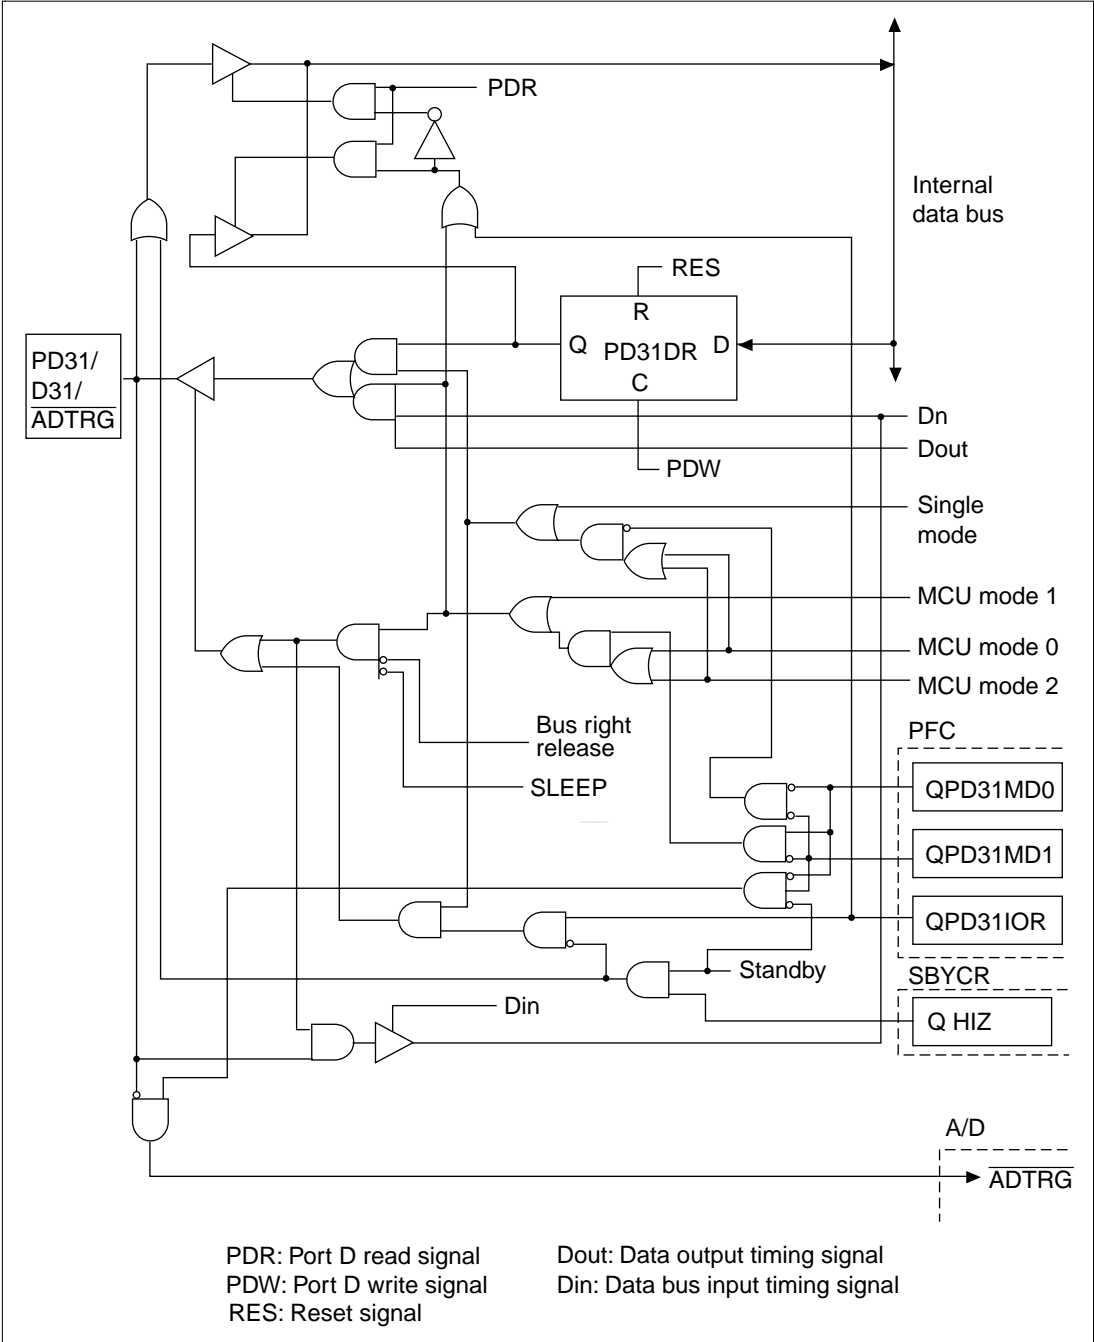 PDR
Internal
data bus
RES
R
Q PD31DR D
C
PD31/
D31/
ADTRG
Dn
Dout
PDW
Single
mode
MCU mode 1
MCU mode 0
MCU mode 2
Bus right
release
SLEEP
PFC
QPD31MD0
QPD31MD1
QPD31IOR
Standby
SBYCR
Q HIZ
Din
A/D
ADTRG
PDR: Port D read signal
PDW: Port D write signal
RES: Reset signal
Dout: Data output timing signal
Din: Data bus input timing signal